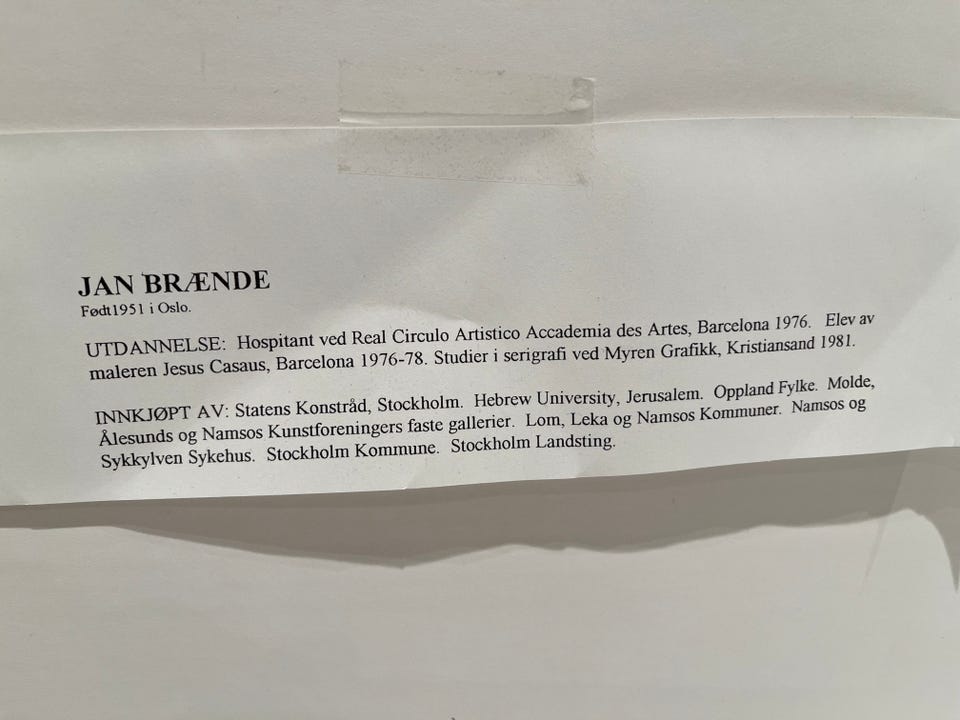 JAN BRÆNDE
Født1951 i Oslo.
UTDANNELSE: Hospitant ved Real Circulo Artistico Accademia des Artes, Barcelona 1976. Elev av
maleren Jesus Casaus, Barcelona 1976-78. Studier i serigrafi ved Myren Grafikk, Kristiansand 1981.
INNKJØPT AV: Statens Konstråd, Stockholm. Hebrew University, Jerusalem. Oppland Fylke. Molde,
Ålesunds og Namsos Kunstforeningers faste gallerier. Lom, Leka og Namsos Kommuner. Namsos og
Sykkylven Sykehus. Stockholm Kommune. Stockholm Landsting.